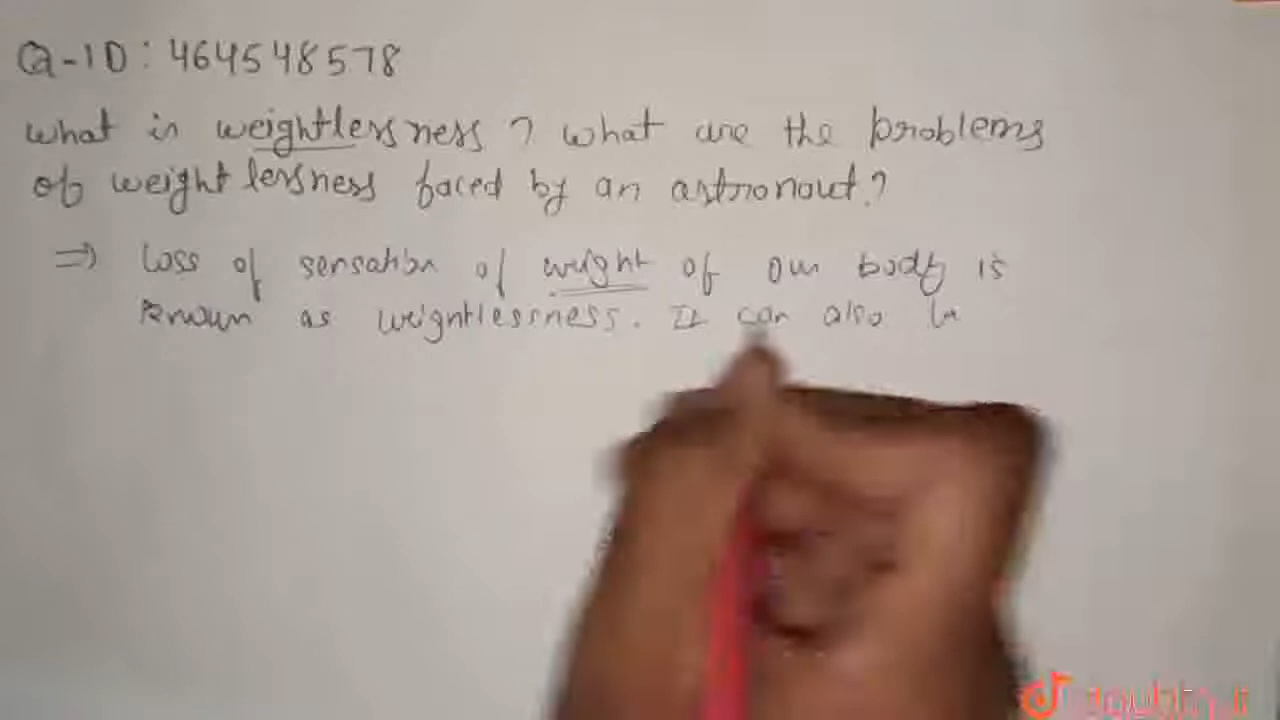 Q-ID: 464548578
what is weightlessness? what are the problems
of weightlessness faced by an astronaut?
⇒ Loss of sensation of weight of our body is
known as weightlessness. It can also
doubtnut